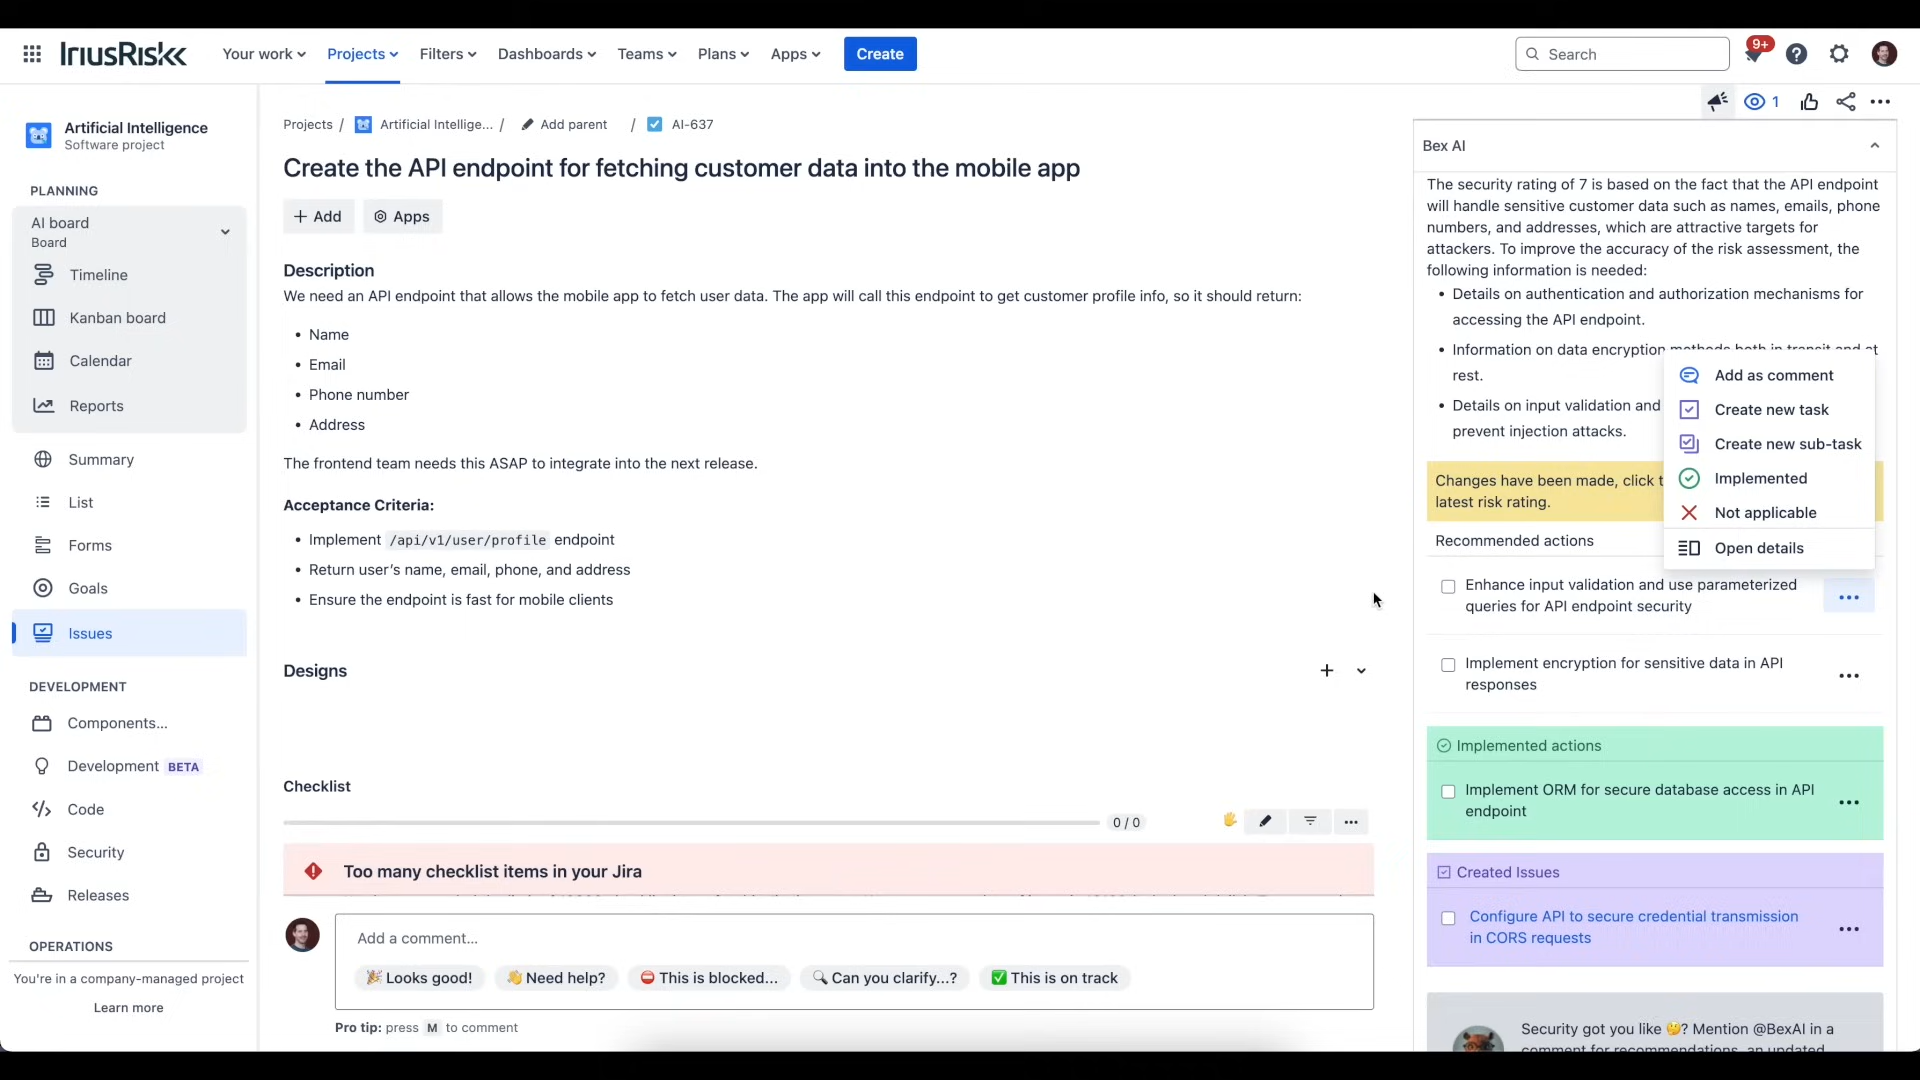 IriusRisk
Your work
Projects
Filters
Dashboards
Teams
Plans
Apps
Create
Search
9+
Artificial Intelligence
Software project
PLANNING
AI board
Board
Timeline
Kanban board
Calendar
Reports
Summary
List
Forms
Goals
Issues
DEVELOPMENT
Components...
Development BETA
Code
Security
Releases
OPERATIONS
You're in a company-managed project
Learn more
Projects / Artificial Intellige... / Add parent / AI-637
1
Create the API endpoint for fetching customer data into the mobile app
+ Add
Apps
Description
We need an API endpoint that allows the mobile app to fetch user data. The app will call this endpoint to get customer profile info, so it should return:
• Name
• Email
• Phone number
• Address
The frontend team needs this ASAP to integrate into the next release.
Acceptance Criteria:
• Implement /api/v1/user/profile endpoint
• Return user's name, email, phone, and address
• Ensure the endpoint is fast for mobile clients
Designs
Checklist
0 / 0
Too many checklist items in your Jira
Add a comment...
🎉 Looks good!
👋 Need help?
⛔ This is blocked...
🔍 Can you clarify...?
✅ This is on track
Pro tip: press M to comment
Bex AI
The security rating of 7 is based on the fact that the API endpoint
will handle sensitive customer data such as names, emails, phone
numbers, and addresses, which are attractive targets for
attackers. To improve the accuracy of the risk assessment, the
following information is needed:
• Details on authentication and authorization mechanisms for
accessing the API endpoint.
• Information on data encryption methods both in transit and at
rest.
• Details on input validation and
prevent injection attacks.
Changes have been made, click t
latest risk rating.
Add as comment
Create new task
Create new sub-task
Implemented
Not applicable
Open details
Recommended actions
Enhance input validation and use parameterized
queries for API endpoint security
Implement encryption for sensitive data in API
responses
Implemented actions
Implement ORM for secure database access in API
endpoint
Created Issues
Configure API to secure credential transmission
in CORS requests
Security got you like 🤔? Mention @BexAI in a
comment for recommendations, an updated